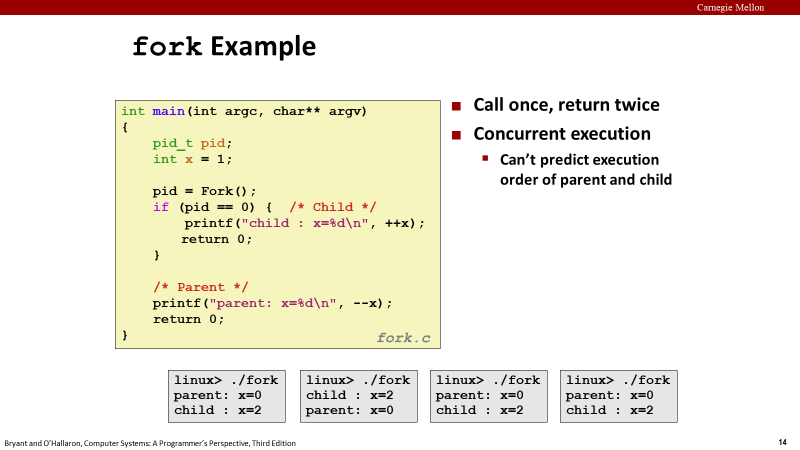 Carnegie Mellon
fork Example
int main(int argc, char** argv)
{
    pid_t pid;
    int x = 1;

    pid = Fork();
    if (pid == 0) {  /* Child */
        printf("child : x=%d\n", ++x);
        return 0;
    }

    /* Parent */
    printf("parent: x=%d\n", --x);
    return 0;
}
fork.c
Call once, return twice
Concurrent execution
Can't predict execution
order of parent and child
linux> ./fork
parent: x=0
child : x=2
linux> ./fork
child : x=2
parent: x=0
linux> ./fork
parent: x=0
child : x=2
linux> ./fork
parent: x=0
child : x=2
Bryant and O'Hallaron, Computer Systems: A Programmer's Perspective, Third Edition
14